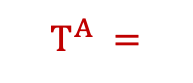 Tᴬ =